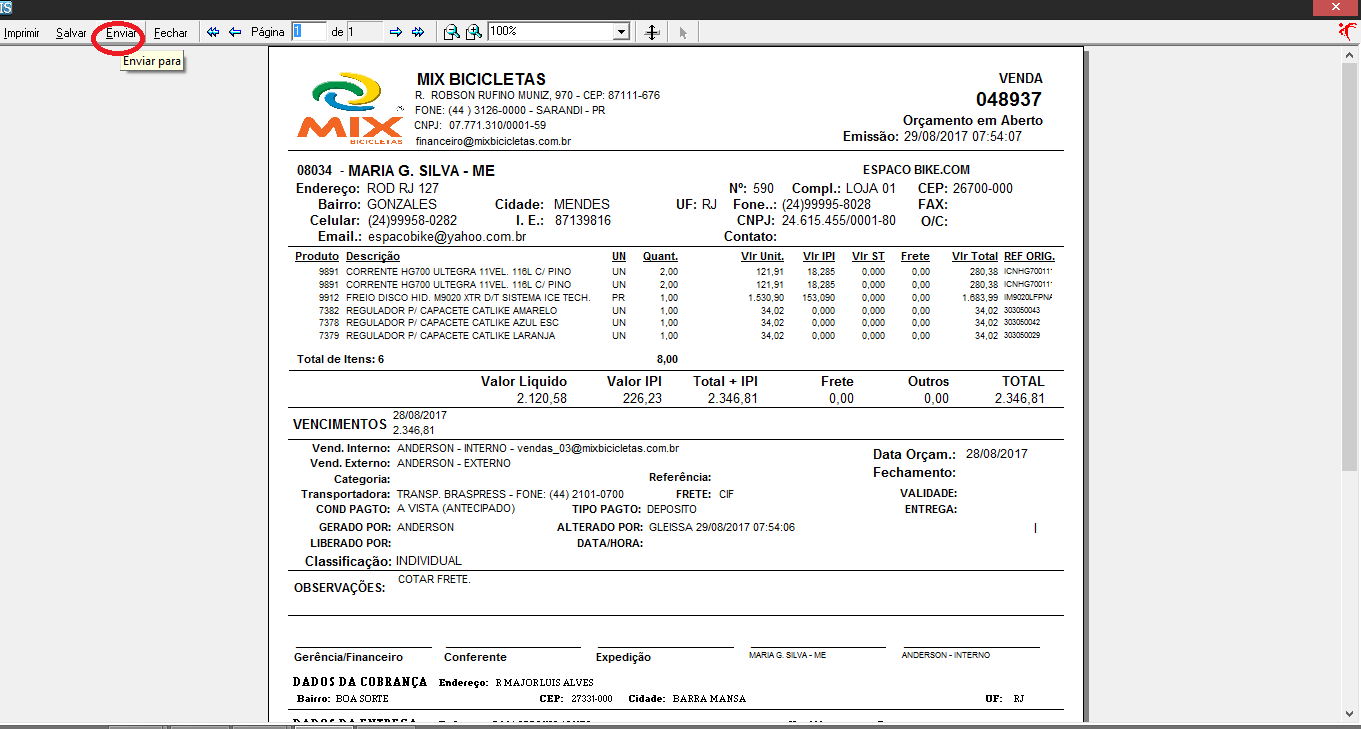 IS
Imprimir Salvar Enviar Fechar Página 1 de 1 100%
Enviar para
MIX BICICLETAS VENDA
R. ROBSON RUFINO MUNIZ, 970 - CEP: 87111-676 048937
FONE: (44 ) 3126-0000 - SARANDI - PR Orçamento em Aberto
CNPJ: 07.771.310/0001-59 Emissão: 29/08/2017 07:54:07
MIX
BICICLETAS
financeiro@mixbicicletas.com.br
08034 - MARIA G. SILVA - ME ESPACO BIKE.COM
Endereço: ROD RJ 127 Nº: 590 Compl.: LOJA 01 CEP: 26700-000
Bairro: GONZALES Cidade: MENDES UF: RJ Fone..: (24)99995-8028 FAX:
Celular: (24)99958-0282 I. E.: 87139816 CNPJ: 24.615.455/0001-80 O/C:
Email.: espacobike@yahoo.com.br Contato:
Produto Descrição UN Quant. Vlr Unit. Vlr IPI Vlr ST Frete Vlr Total REF ORIG.
9891 CORRENTE HG700 ULTEGRA 11VEL. 116L C/ PINO UN 2,00 121,91 18,285 0,000 0,00 280,38 ICNHG70011
9891 CORRENTE HG700 ULTEGRA 11VEL. 116L C/ PINO UN 2,00 121,91 18,285 0,000 0,00 280,38 ICNHG70011
9912 FREIO DISCO HID. M9020 XTR D/T SISTEMA ICE TECH. PR 1,00 1.530,90 153,090 0,000 0,00 1.683,99 IM9020LFPNA
7382 REGULADOR P/ CAPACETE CATLIKE AMARELO UN 1,00 34,02 0,000 0,000 0,00 34,02 303050043
7378 REGULADOR P/ CAPACETE CATLIKE AZUL ESC UN 1,00 34,02 0,000 0,000 0,00 34,02 303050042
7379 REGULADOR P/ CAPACETE CATLIKE LARANJA UN 1,00 34,02 0,000 0,000 0,00 34,02 303050029
Total de Itens: 6 8,00
Valor Liquido Valor IPI Total + IPI Frete Outros TOTAL
2.120,58 226,23 2.346,81 0,00 0,00 2.346,81
VENCIMENTOS 28/08/2017
2.346,81
Vend. Interno: ANDERSON - INTERNO - vendas_03@mixbicicletas.com.br Data Orçam.: 28/08/2017
Vend. Externo: ANDERSON - EXTERNO Fechamento:
Categoria: Referência:
Transportadora: TRANSP. BRASPRESS - FONE: (44) 2101-0700 FRETE: CIF VALIDADE:
COND PAGTO: A VISTA (ANTECIPADO) TIPO PAGTO: DEPOSITO ENTREGA:
GERADO POR: ANDERSON ALTERADO POR: GLEISSA 29/08/2017 07:54:06 |
LIBERADO POR: DATA/HORA:
Classificação: INDIVIDUAL
OBSERVAÇÕES: COTAR FRETE.
Gerência/Financeiro Conferente Expedição MARIA G. SILVA - ME ANDERSON - INTERNO
DADOS DA COBRANÇA Endereço: R MAJOR LUIS ALVES
Bairro: BOA SORTE CEP: 27331-000 Cidade: BARRA MANSA UF: RJ
DADOS DA ENTREGA